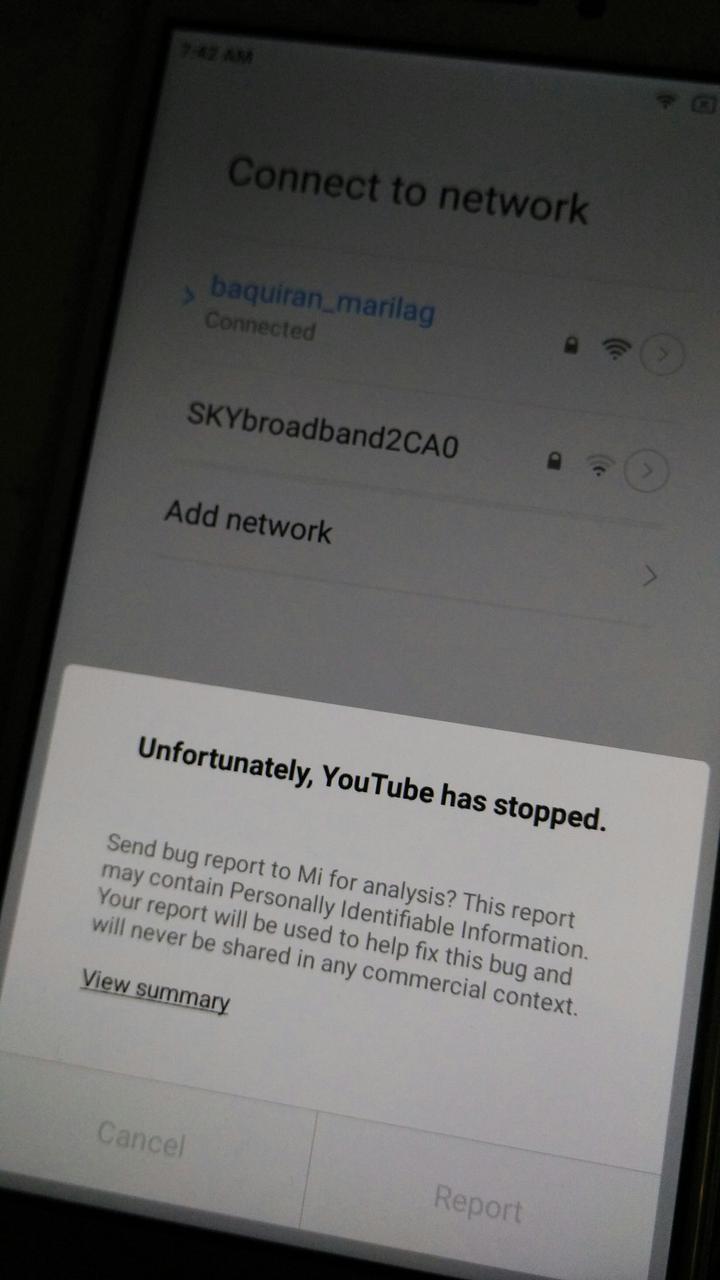 7:42 AM
Connect to network
baquiran_marilag
Connected
SKYbroadband2CA0
Add network
Unfortunately, YouTube has stopped.
Send bug report to Mi for analysis? This report
may contain Personally Identifiable Information.
Your report will be used to help fix this bug and
will never be shared in any commercial context.
View summary
Cancel
Report